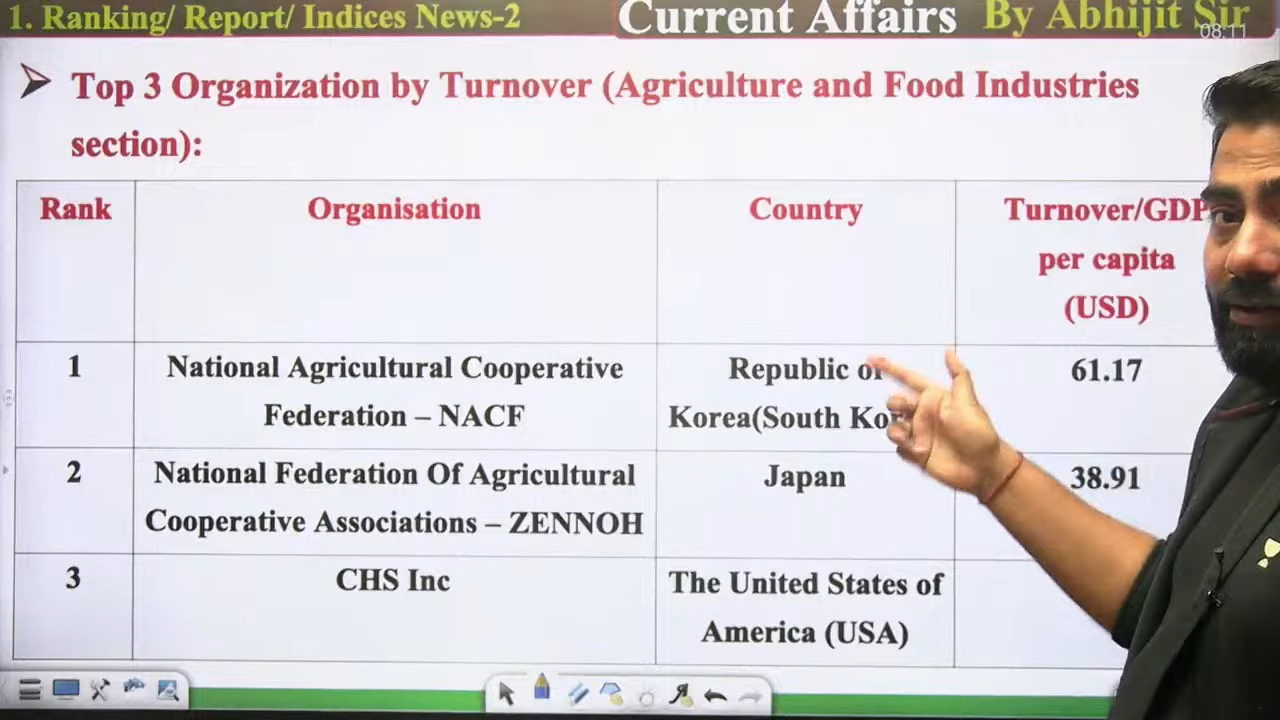 1. Ranking/ Report/ Indices News-2
Current Affairs By Abhijit Sir
08:11
Top 3 Organization by Turnover (Agriculture and Food Industries
section):
Rank
Organisation
Country
Turnover/GDP
per capita
(USD)
1
National Agricultural Cooperative
Federation – NACF
Republic of
Korea(South Kor
61.17
2
National Federation Of Agricultural
Cooperative Associations – ZENNOH
Japan
38.91
3
CHS Inc
The United States of
America (USA)